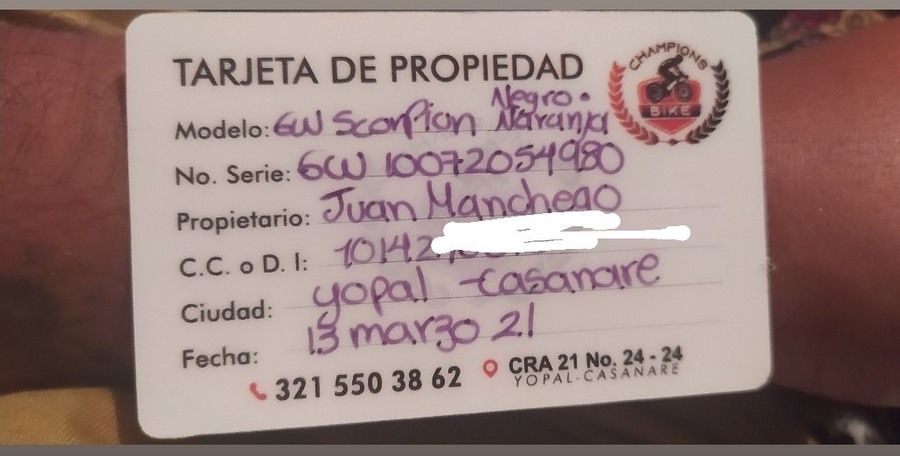 TARJETA DE PROPIEDAD
CHAMPIONS
BIKE
Negro.
Modelo: GW Scorpion Naranja
No. Serie: GW 10072054980
Propietario: Juan Manchego
C.C. o D. I: 10142
Ciudad: yopal - Casanare
Fecha: 13 marzo 21
321 550 38 62
CRA 21 No. 24 - 24
YOPAL-CASANARE